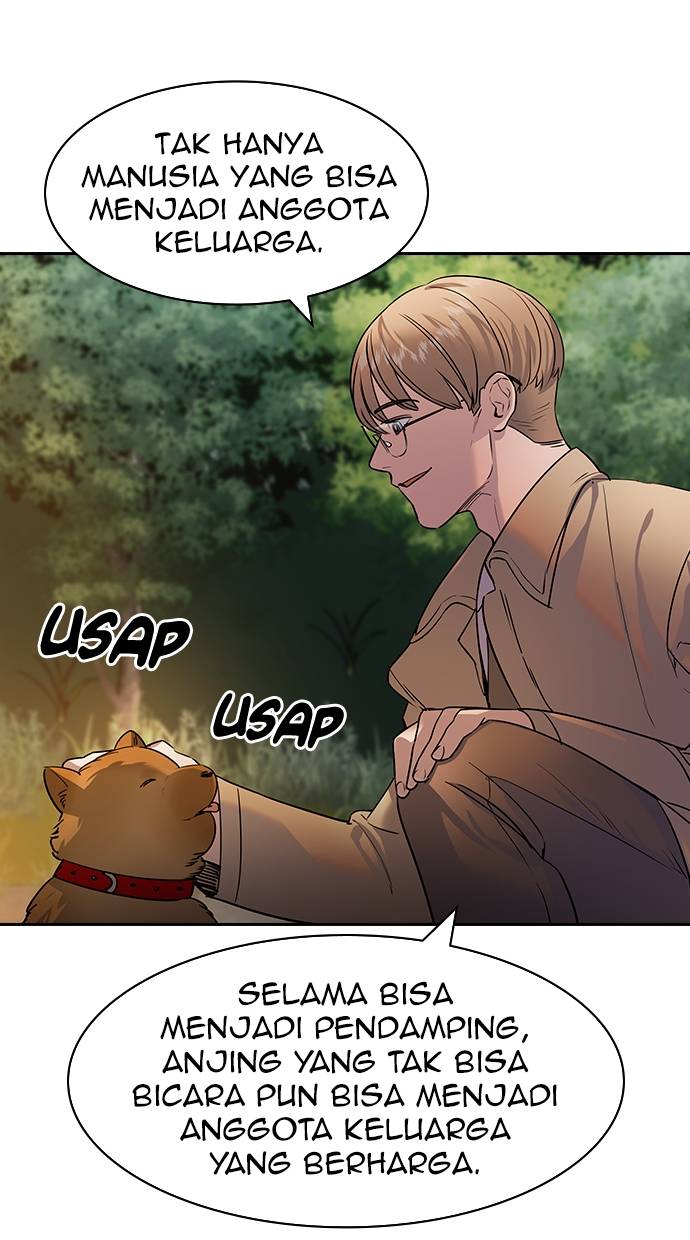 TAK HANYA
MANUSIA YANG BISA
MENJADI ANGGOTA
KELUARGA.
USAP
USAP
SELAMA BISA
MENJADI PENDAMPING,
ANJING YANG TAK BISA
BICARA PUN BISA MENJADI
ANGGOTA KELUARGA
YANG BERHARGA.